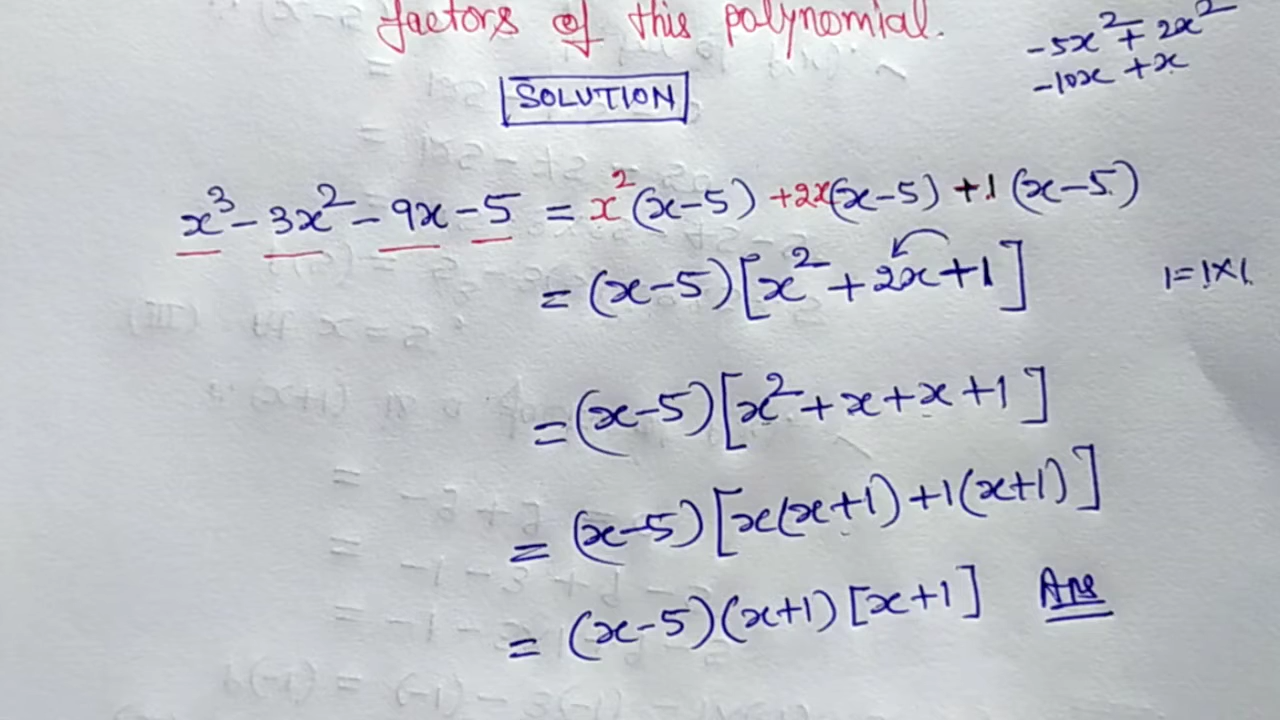 factors of this polynomial.
-5x² + 2x²
-10x + x
SOLUTION
x³ - 3x² - 9x - 5 = x²(x-5) + 2x(x-5) + 1(x-5)
= (x-5)[x² + 2x + 1]
1 = 1×1
= (x-5)[x² + x + x + 1]
= (x-5)[x(x+1) + 1(x+1)]
= (x-5)(x+1)[x+1] Ans